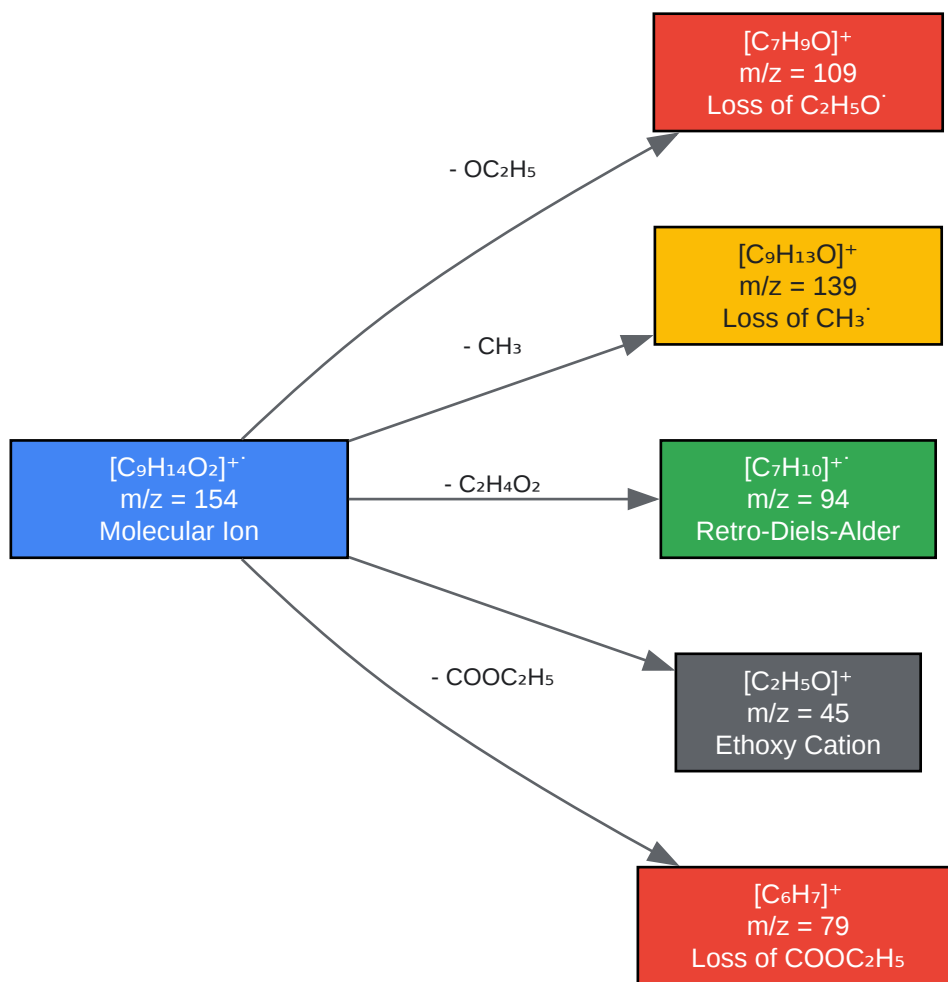 [C₇H₉O]⁺
m/z = 109
Loss of C₂H₅O˙
- OC₂H₅
[C₉H₁₃O]⁺
m/z = 139
Loss of CH₃˙
- CH₃
[C₉H₁₄O₂]⁺˙
m/z = 154
Molecular Ion
- C₂H₄O₂
[C₇H₁₀]⁺˙
m/z = 94
Retro-Diels-Alder
- COOC₂H₅
[C₂H₅O]⁺
m/z = 45
Ethoxy Cation
[C₆H₇]⁺
m/z = 79
Loss of COOC₂H₅